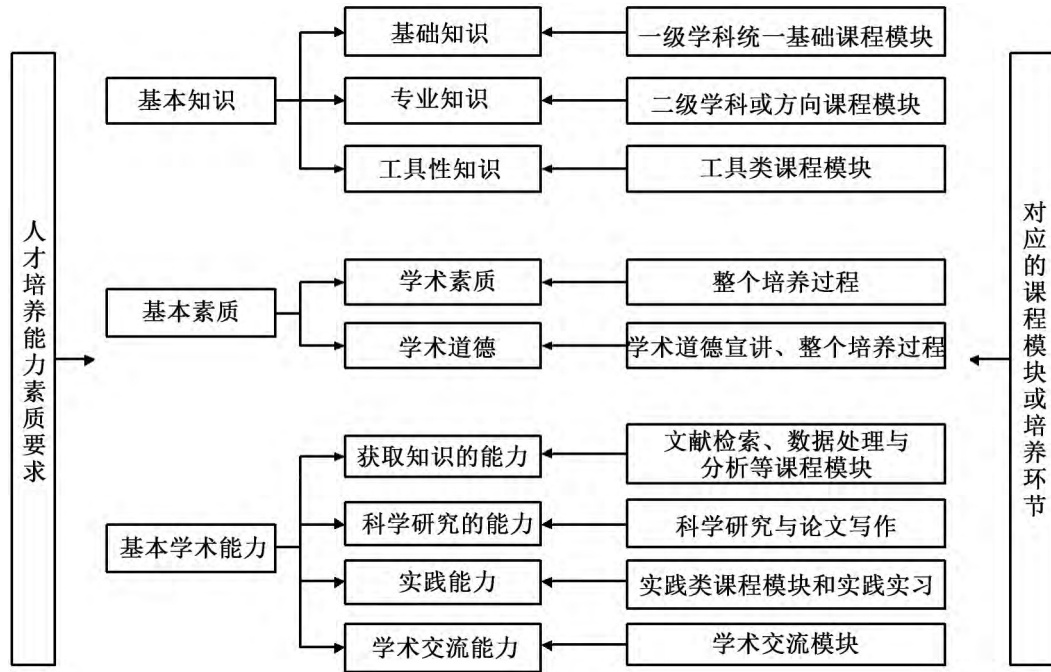 人才培养能力素质要求
基本知识
基础知识
一级学科统一基础课程模块
专业知识
二级学科或方向课程模块
工具性知识
工具类课程模块
基本素质
学术素质
整个培养过程
学术道德
学术道德宣讲、整个培养过程
基本学术能力
获取知识的能力
文献检索、数据处理与
分析等课程模块
科学研究的能力
科学研究与论文写作
实践能力
实践类课程模块和实践实习
学术交流能力
学术交流模块
对应的课程模块或培养环节